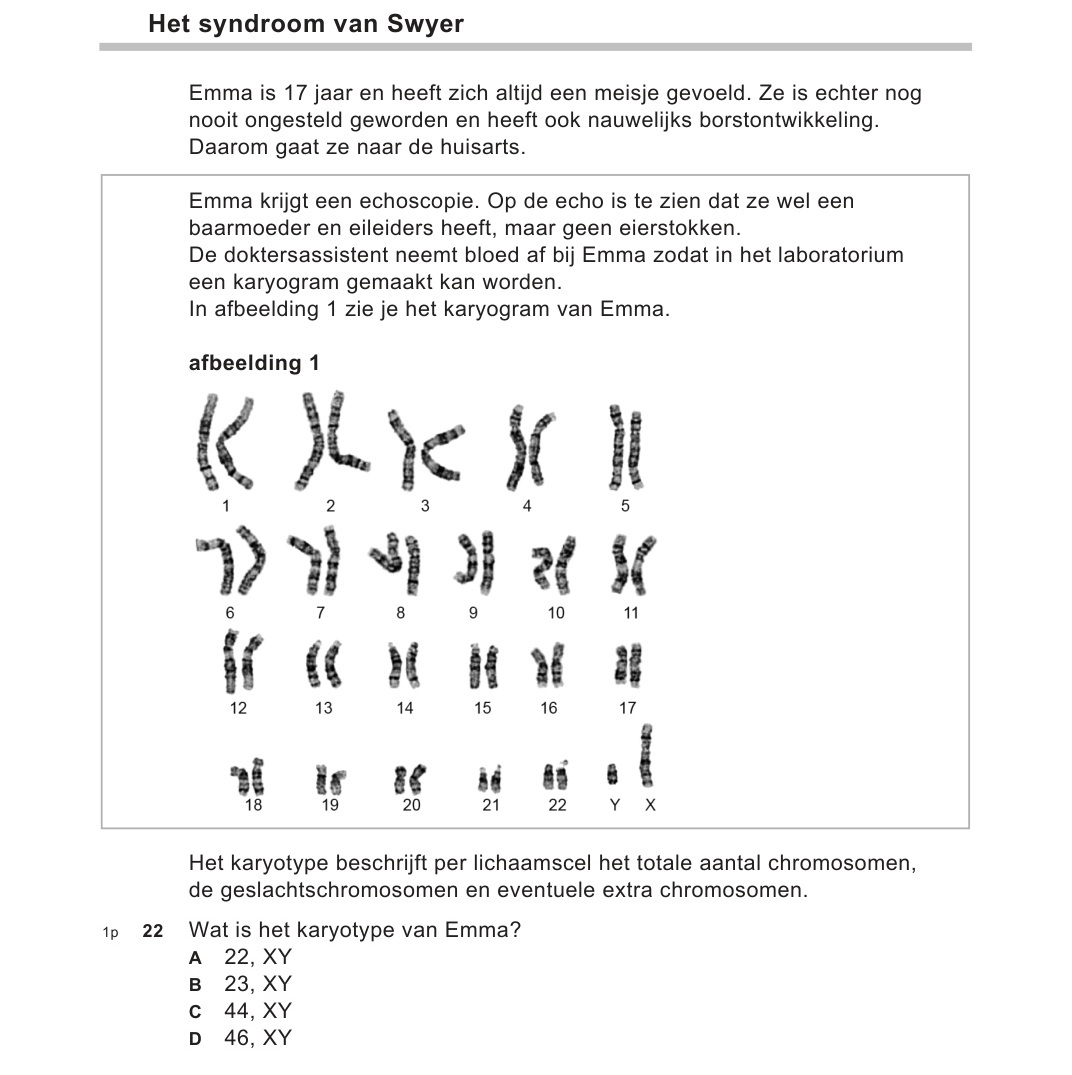 Het syndroom van Swyer
Emma is 17 jaar en heeft zich altijd een meisje gevoeld. Ze is echter nog
nooit ongesteld geworden en heeft ook nauwelijks borstontwikkeling.
Daarom gaat ze naar de huisarts.
Emma krijgt een echoscopie. Op de echo is te zien dat ze wel een
baarmoeder en eileiders heeft, maar geen eierstokken.
De doktersassistent neemt bloed af bij Emma zodat in het laboratorium
een karyogram gemaakt kan worden.
In afbeelding 1 zie je het karyogram van Emma.
afbeelding 1
1 2 3 4 5
6 7 8 9 10 11
12 13 14 15 16 17
18 19 20 21 22 Y X
Het karyotype beschrijft per lichaamscel het totale aantal chromosomen,
de geslachtschromosomen en eventuele extra chromosomen.
1p 22 Wat is het karyotype van Emma?
A 22, XY
B 23, XY
C 44, XY
D 46, XY